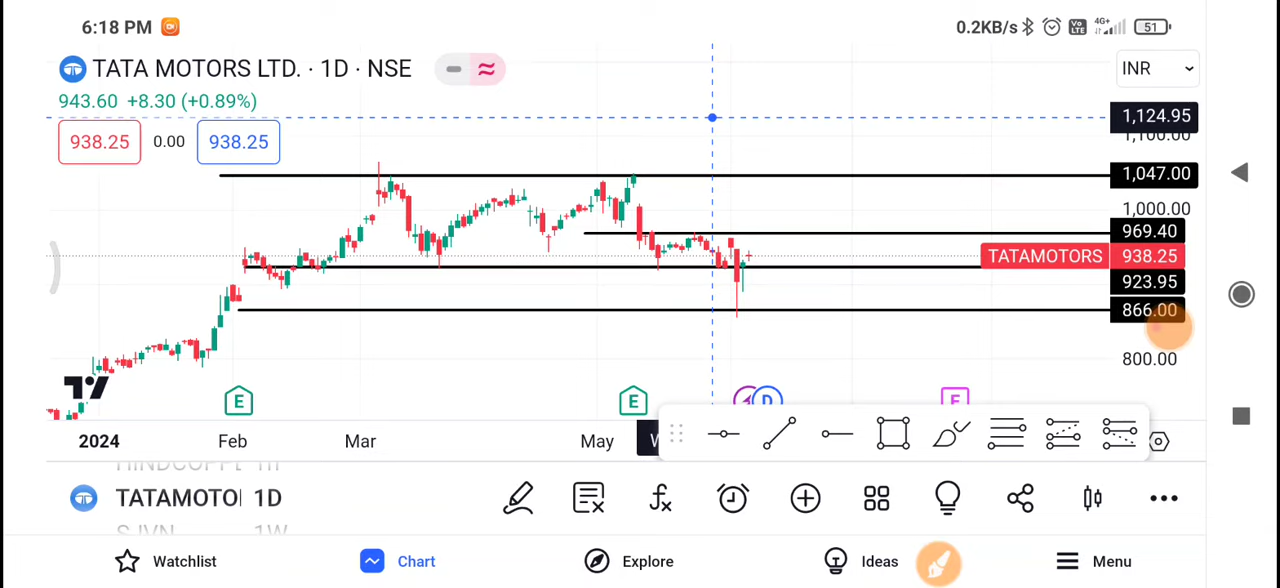 6:18 PM
0.2KB/s Vo LTE 4G+ 51
TATA MOTORS LTD. · 1D · NSE
INR
943.60 +8.30 (+0.89%)
938.25 0.00 938.25
1,124.95
1,100.00
1,047.00
1,000.00
969.40
TATAMOTORS 938.25
923.95
866.00
800.00
E E D E
2024 Feb Mar May
HINDCOPPE 1H
TATAMOTO 1D
SJVN 1W
Watchlist Chart Explore Ideas Menu